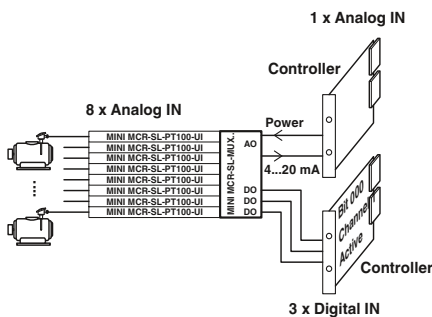 1 x Analog IN
Controller
8 x Analog IN
Power
MINI MCR-SL-PT100-UI
MINI MCR-SL-PT100-UI
MINI MCR-SL-PT100-UI
MINI MCR-SL-PT100-UI
MINI MCR-SL-PT100-UI
MINI MCR-SL-PT100-UI
MINI MCR-SL-PT100-UI
MINI MCR-SL-PT100-UI
MINI MCR-SL-MUX..
AO
4...20 mA
DO
DO
DO
Bit 000
Channel
Active
Controller
3 x Digital IN